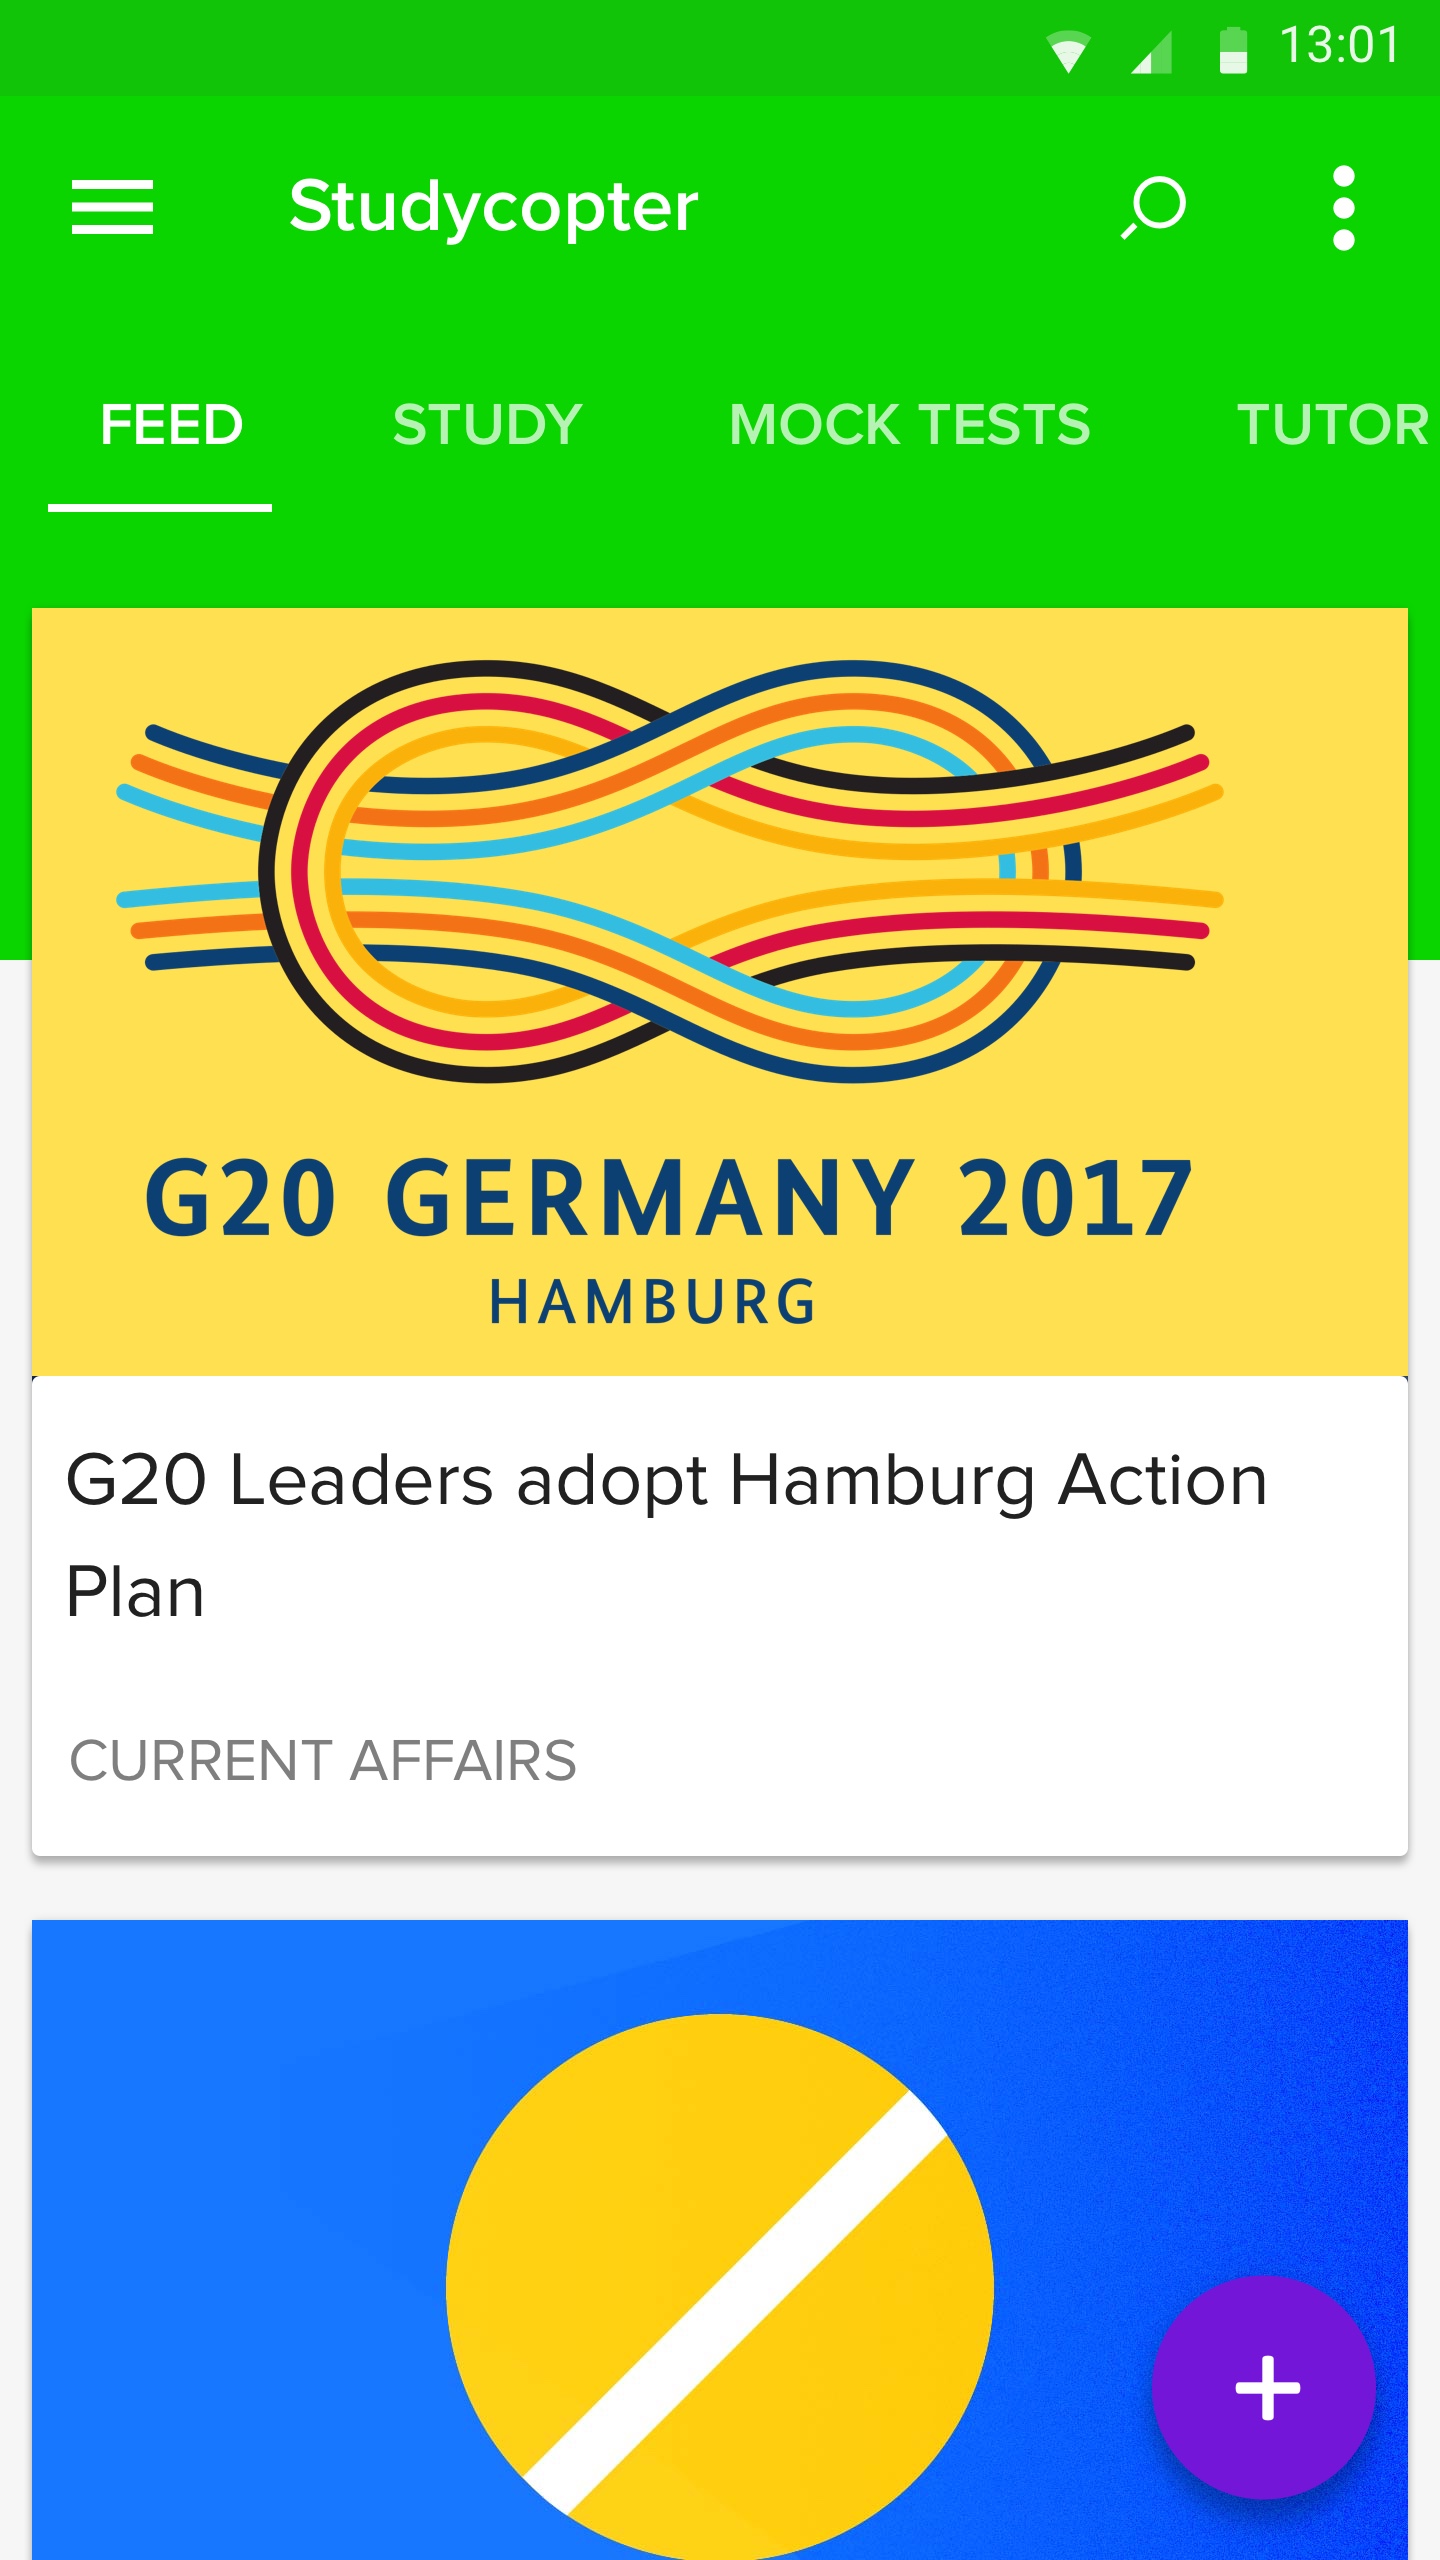 13:01
Studycopter
FEED STUDY MOCK TESTS TUTOR
G20 GERMANY 2017
HAMBURG
G20 Leaders adopt Hamburg Action
Plan
CURRENT AFFAIRS